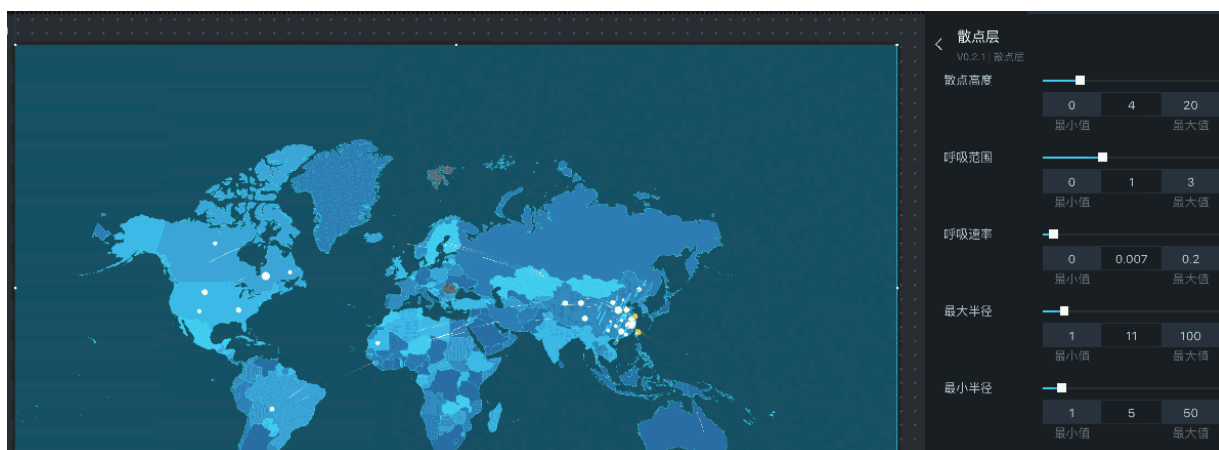 散点层
V0.2.1 | 散点层
散点高度
0 4 20
最小值 最大值
呼吸范围
0 1 3
最小值 最大值
呼吸速率
0 0.007 0.2
最小值 最大值
最大半径
1 11 100
最小值 最大值
最小半径
1 5 50
最小值 最大值